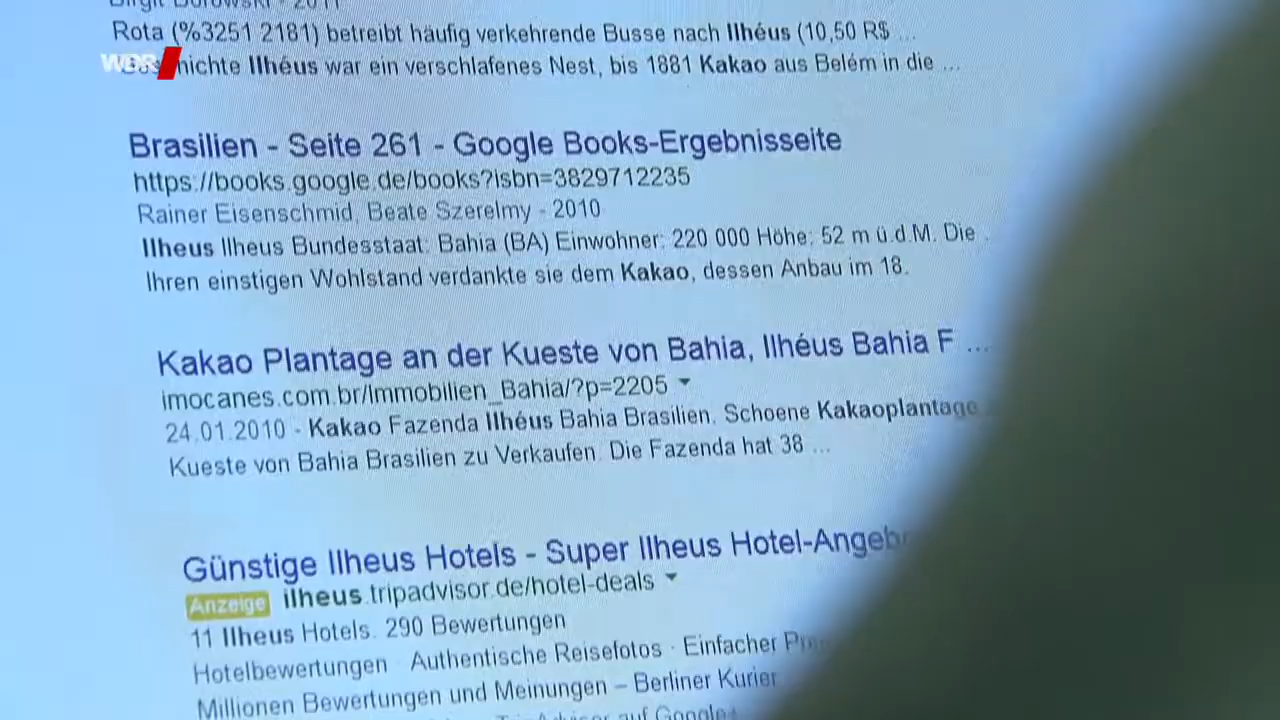 Birgit Borowski - 2011
Rota (%3251 2181) betreibt häufig verkehrende Busse nach Ilhéus (10,50 R$ ...
WDR
nichte Ilhéus war ein verschlafenes Nest, bis 1881 Kakao aus Belém in die ...
Brasilien - Seite 261 - Google Books-Ergebnisseite
https://books.google.de/books?isbn=3829712235
Rainer Eisenschmid, Beate Szerelmy - 2010
Ilheus Ilheus Bundesstaat: Bahia (BA) Einwohner: 220 000 Höhe: 52 m ü.d.M. Die
Ihren einstigen Wohlstand verdankte sie dem Kakao, dessen Anbau im 18.
Kakao Plantage an der Kueste von Bahia, Ilhéus Bahia F ...
imocanes.com.br/Immobilien_Bahia/?p=2205
24.01.2010 - Kakao Fazenda Ilhéus Bahia Brasilien, Schoene Kakaoplantage
Kueste von Bahia Brasilien zu Verkaufen. Die Fazenda hat 38 ...
Günstige Ilheus Hotels - Super Ilheus Hotel-Angeb
Anzeige ilheus.tripadvisor.de/hotel-deals
11 Ilheus Hotels. 290 Bewertungen
Hotelbewertungen · Authentische Reisefotos · Einfacher
Millionen Bewertungen und Meinungen – Berliner Kurier
auf Google+